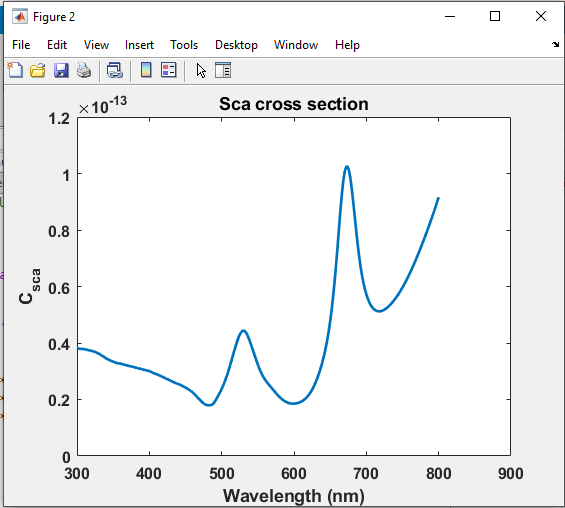 Figure 2
File Edit View Insert Tools Desktop Window Help
×10⁻¹³
Sca cross section
1.2
1
0.8
0.6
0.4
0.2
0
C_sca
300 400 500 600 700 800 900
Wavelength (nm)